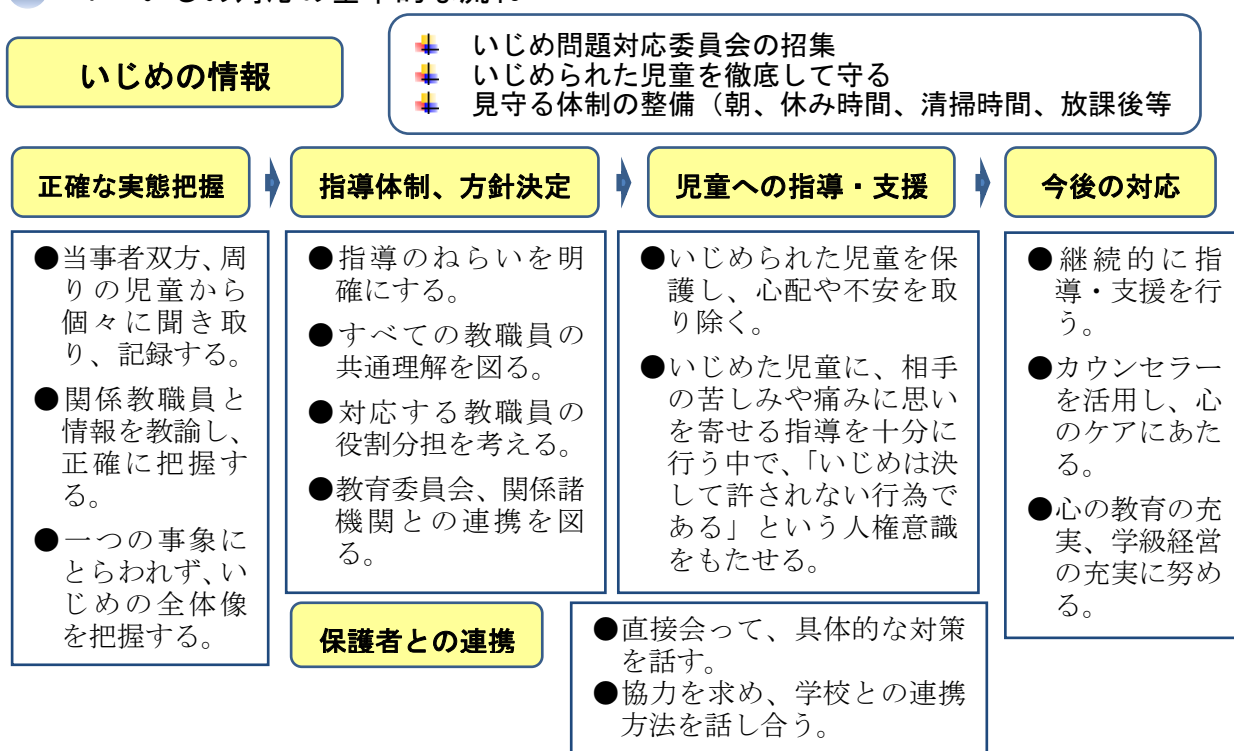 いじめの情報
いじめ問題対応委員会の招集
いじめられた児童を徹底して守る
見守る体制の整備（朝、休み時間、清掃時間、放課後等
正確な実態把握
指導体制、方針決定
児童への指導・支援
今後の対応
●当事者双方、周
りの児童から
個々に聞き取
り、記録する。
●関係教職員と
情報を教諭し、
正確に把握す
る。
●一つの事象に
とらわれず、い
じめの全体像
を把握する。
●指導のねらいを明
確にする。
●すべての教職員の
共通理解を図る。
●対応する教職員の
役割分担を考える。
●教育委員会、関係諸
機関との連携を図
る。
●いじめられた児童を保
護し、心配や不安を取
り除く。
●いじめた児童に、相手
の苦しみや痛みに思い
を寄せる指導を十分に
行う中で、「いじめは決
して許されない行為で
ある」という人権意識
をもたせる。
●継続的に指
導・支援を行
う。
●カウンセラー
を活用し、心
のケアにあた
る。
●心の教育の充
実、学級経営
の充実に努め
る。
保護者との連携
●直接会って、具体的な対策
を話す。
●協力を求め、学校との連携
方法を話し合う。